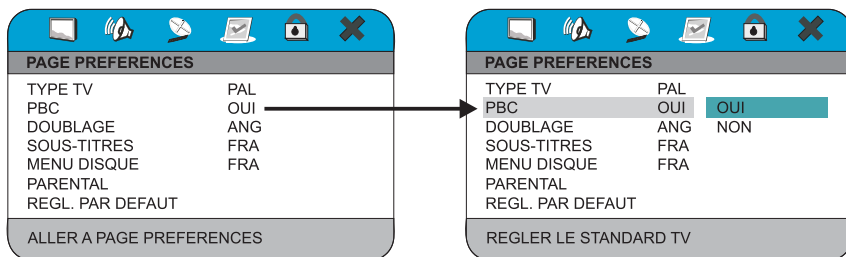 PAGE PREFERENCES
TYPE TV PAL
PBC OUI
DOUBLAGE ANG
SOUS-TITRES FRA
MENU DISQUE FRA
PARENTAL
REGL. PAR DEFAUT
ALLER A PAGE PREFERENCES
PAGE PREFERENCES
TYPE TV PAL
PBC OUI OUI
DOUBLAGE ANG NON
SOUS-TITRES FRA
MENU DISQUE FRA
PARENTAL
REGL. PAR DEFAUT
REGLER LE STANDARD TV